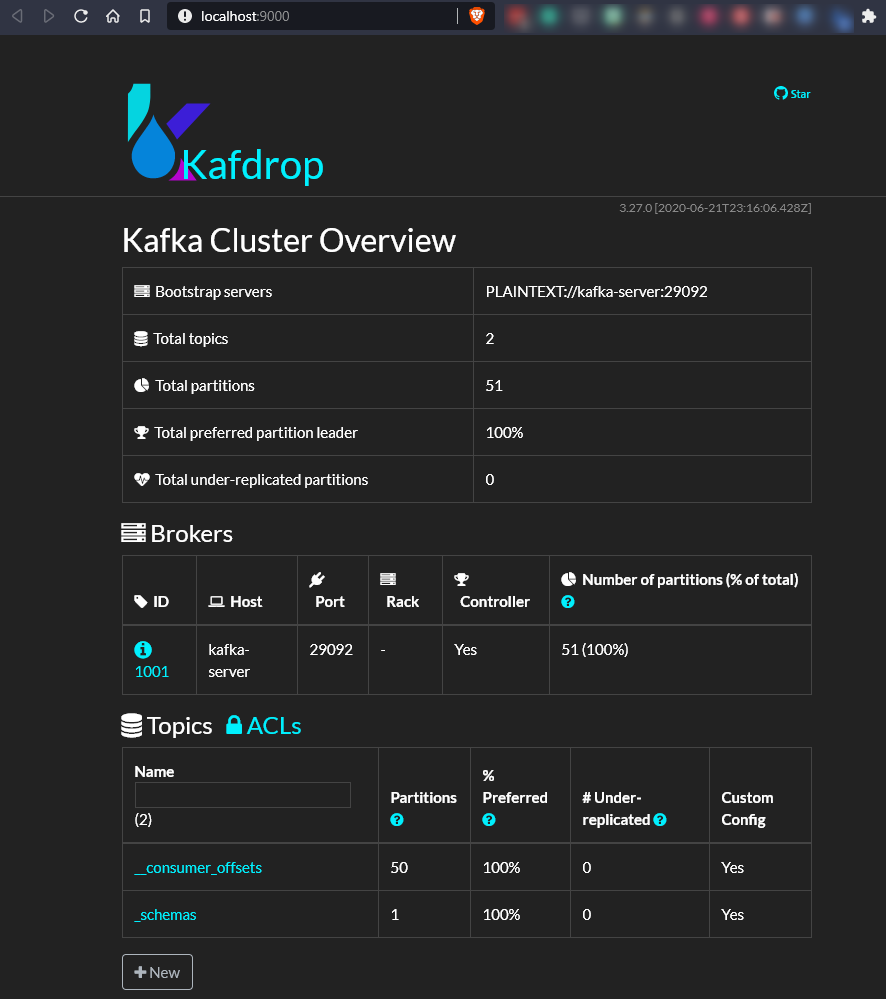 localhost:9000
Star
Kafdrop
3.27.0 [2020-06-21T23:16:06.428Z]
Kafka Cluster Overview
Bootstrap servers PLAINTEXT://kafka-server:29092
Total topics 2
Total partitions 51
Total preferred partition leader 100%
Total under-replicated partitions 0
Brokers
ID Host Port Rack Controller Number of partitions (% of total)
1001 kafka-server 29092 - Yes 51 (100%)
Topics ACLs
Name
(2)
Partitions
% Preferred
# Under-replicated
Custom Config
__consumer_offsets 50 100% 0 Yes
_schemas 1 100% 0 Yes
New